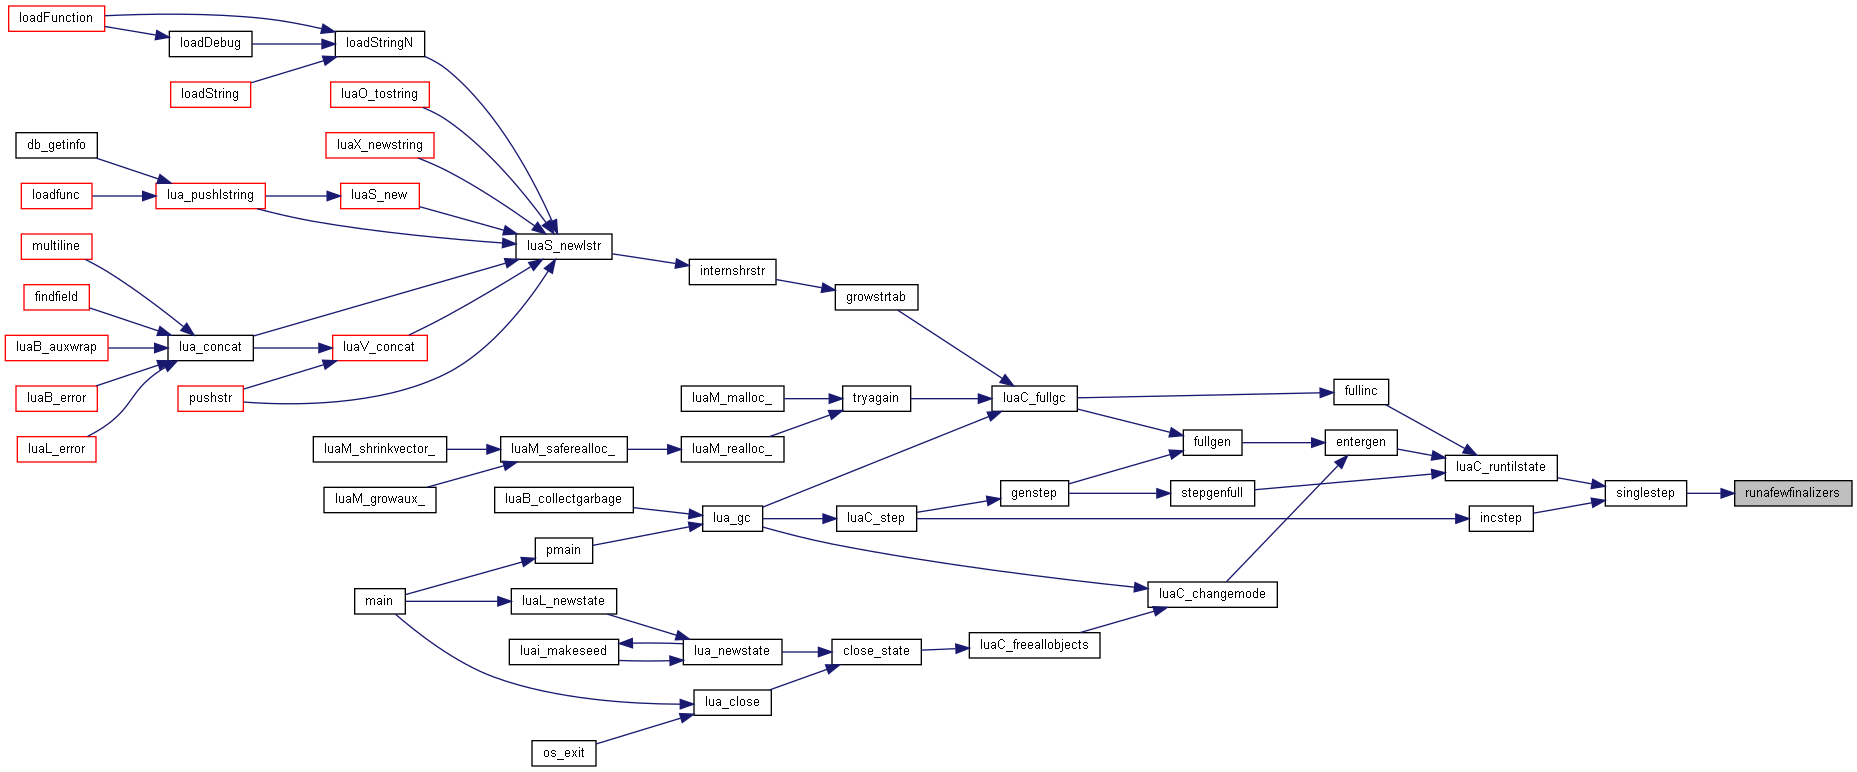 loadFunction
loadDebug
loadStringN
loadString
luaO_tostring
db_getinfo
luaX_newstring
loadfunc
lua_pushlstring
luaS_new
multiline
luaS_newlstr
internshrstr
findfield
growstrtab
luaB_auxwrap
lua_concat
luaV_concat
luaB_error
pushstr
luaM_malloc_
tryagain
luaC_fullgc
fullinc
luaL_error
luaM_shrinkvector_
luaM_saferealloc_
luaM_realloc_
fullgen
entergen
luaC_runtilstate
luaM_growaux_
luaB_collectgarbage
genstep
stepgenfull
singlestep
runafewfinalizers
lua_gc
luaC_step
incstep
pmain
main
luaL_newstate
luaC_changemode
luai_makeseed
lua_newstate
close_state
luaC_freeallobjects
lua_close
os_exit